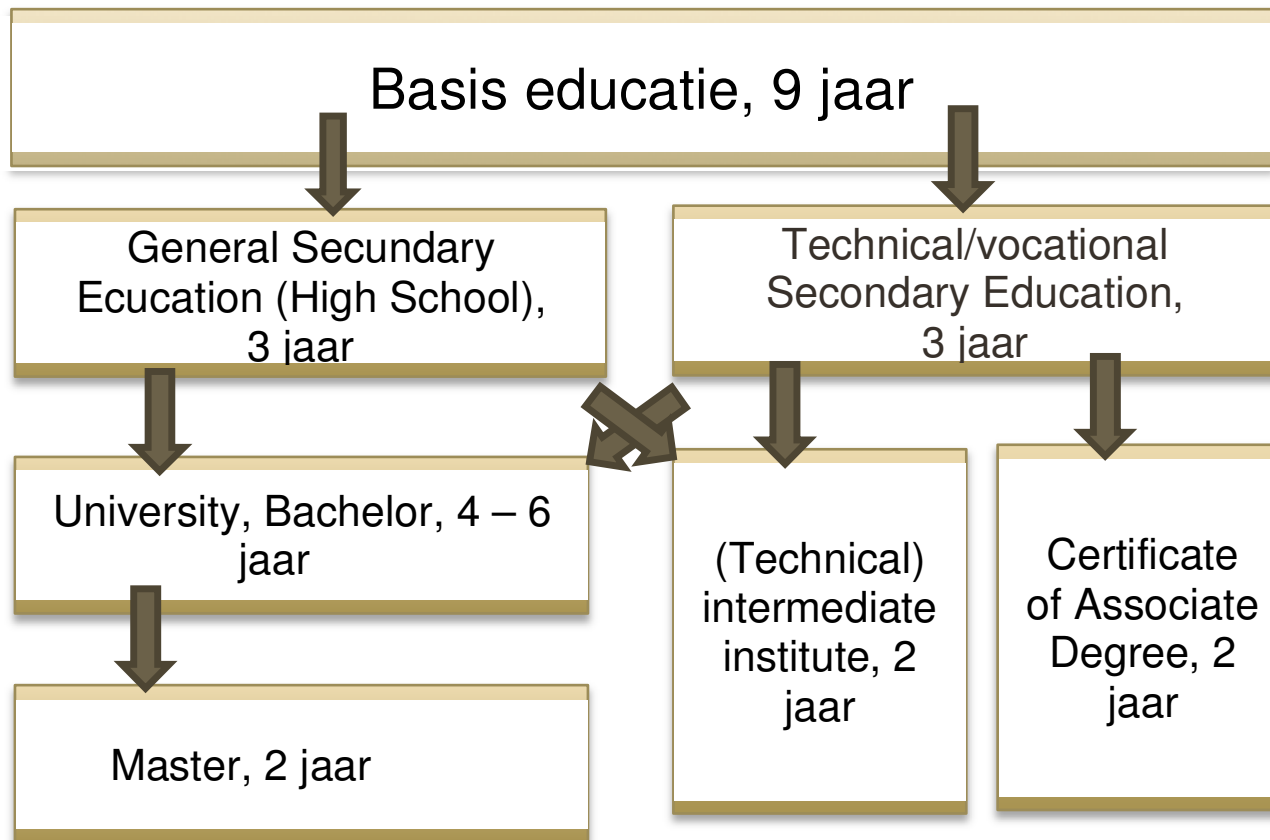 Basis educatie, 9 jaar
General Secundary
Ecucation (High School),
3 jaar
Technical/vocational
Secondary Education,
3 jaar
University, Bachelor, 4 – 6
jaar
(Technical)
intermediate
institute, 2
jaar
Certificate
of Associate
Degree, 2
jaar
Master, 2 jaar